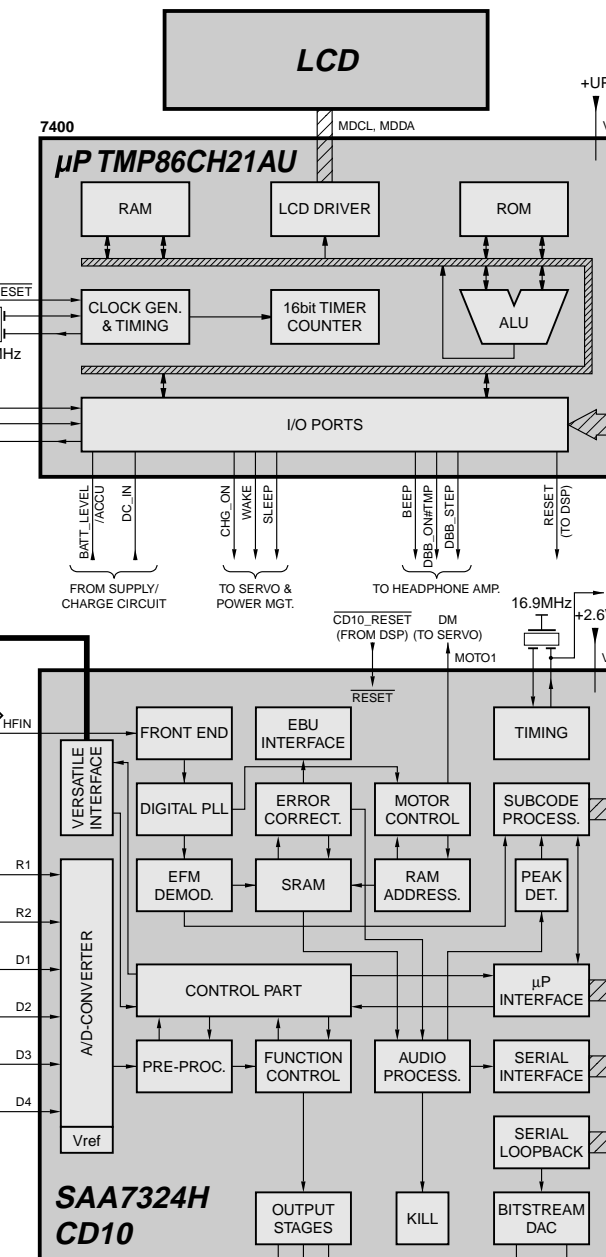 LCD
+UP
7400
MDCL, MDDA
µP TMP86CH21AU
RAM
LCD DRIVER
ROM
ESET
CLOCK GEN.
& TIMING
16bit TIMER
COUNTER
ALU
MHz
I/O PORTS
BATT_LEVEL
/ACCU
DC_IN
CHG_ON
WAKE
SLEEP
BEEP
DBB_ON#TMP
DBB_STEP
RESET
(TO DSP)
FROM SUPPLY/
CHARGE CIRCUIT
TO SERVO &
POWER MGT.
TO HEADPHONE AMP.
16.9MHz
CD10_RESET
(FROM DSP)
DM
(TO SERVO)
+2.6
MOTO1
RESET
HFIN
FRONT END
EBU
INTERFACE
TIMING
VERSATILE
INTERFACE
DIGITAL PLL
ERROR
CORRECT.
MOTOR
CONTROL
SUBCODE
PROCESS.
R1
EFM
DEMOD.
SRAM
RAM
ADDRESS.
PEAK
DET.
R2
D1
A/D-CONVERTER
CONTROL PART
µP
INTERFACE
D2
D3
PRE-PROC.
FUNCTION
CONTROL
AUDIO
PROCESS.
SERIAL
INTERFACE
D4
Vref
SERIAL
LOOPBACK
SAA7324H
CD10
OUTPUT
STAGES
KILL
BITSTREAM
DAC